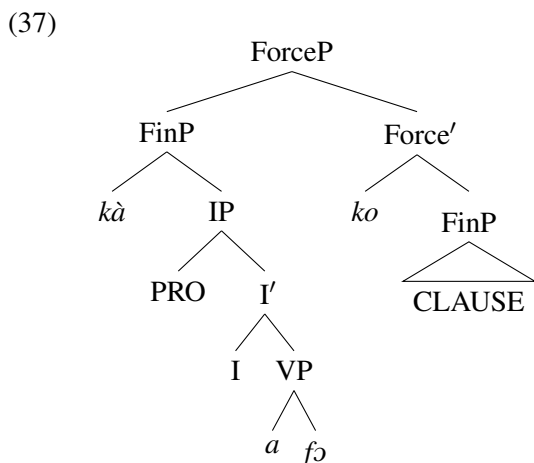 (37)
ForceP
FinP Force′
kà IP ko FinP
PRO I′ CLAUSE
I VP
a fɔ